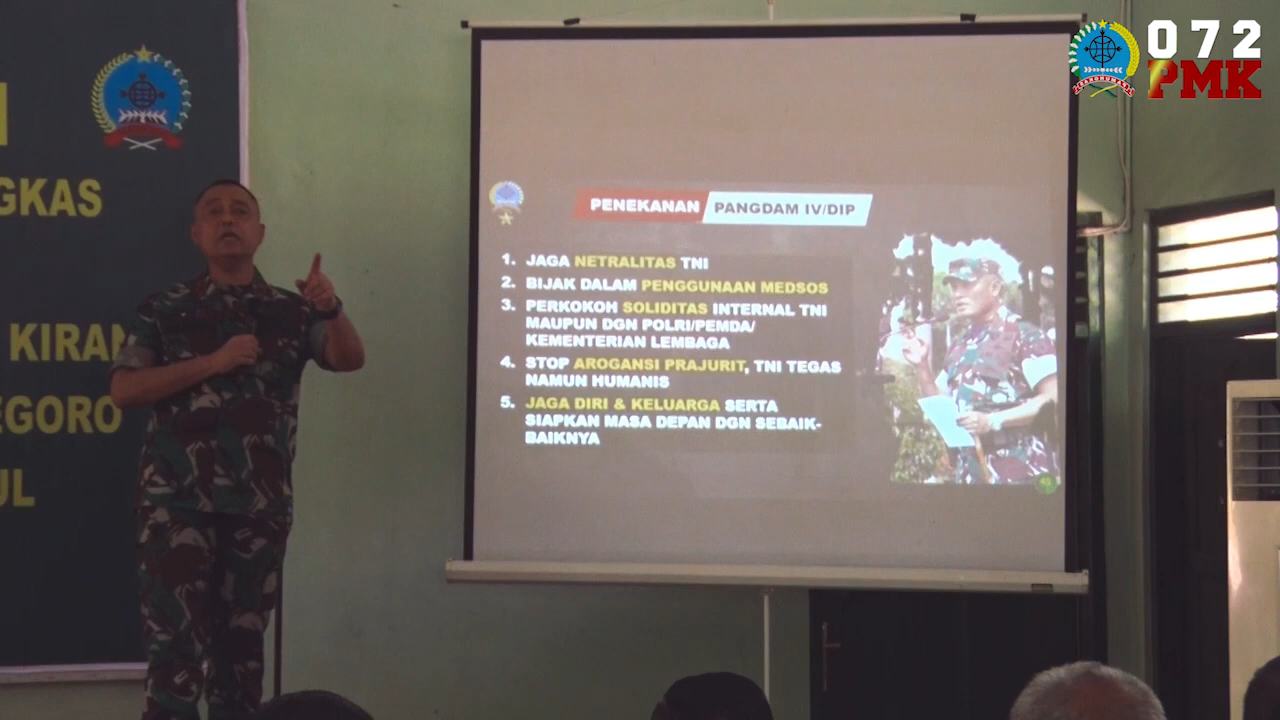 GKAS
KIRAN
EGORO
UL
072
PMK
PENEKANAN PANGDAM IV/DIP
1. JAGA NETRALITAS TNI
2. BIJAK DALAM PENGGUNAAN MEDSOS
3. PERKOKOH SOLIDITAS INTERNAL TNI
MAUPUN DGN POLRI/PEMDA/
KEMENTERIAN LEMBAGA
4. STOP AROGANSI PRAJURIT, TNI TEGAS
NAMUN HUMANIS
5. JAGA DIRI & KELUARGA SERTA
SIAPKAN MASA DEPAN DGN SEBAIK-
BAIKNYA